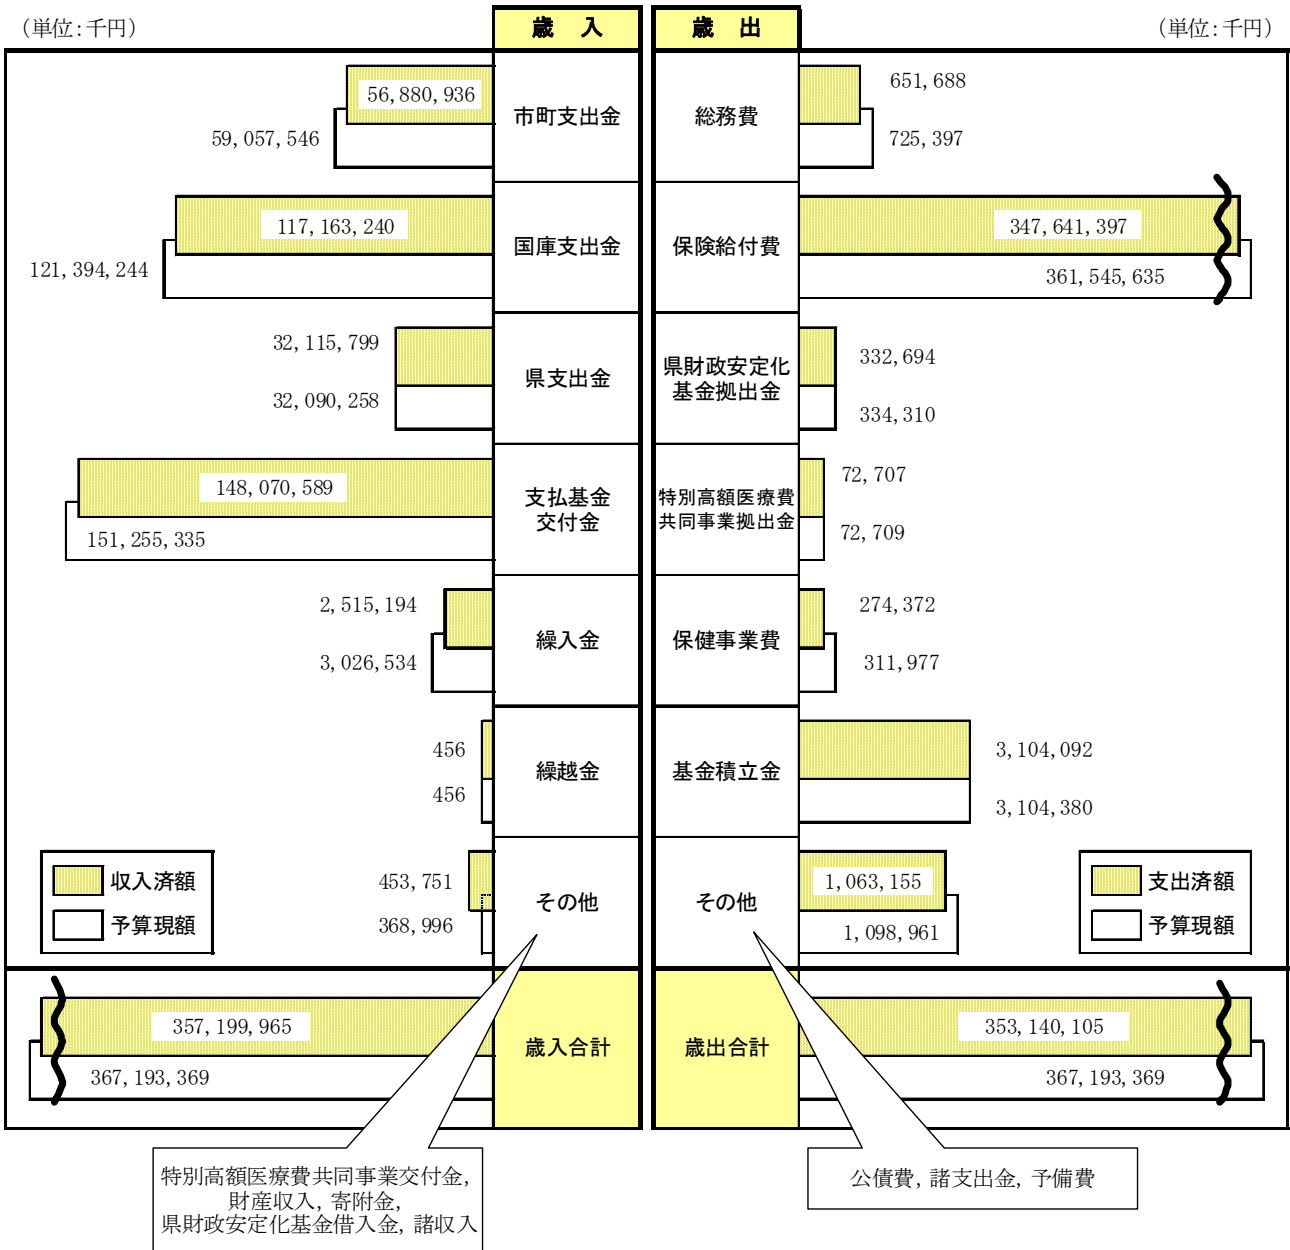 （単位：千円）
歳　入
歳　出
（単位：千円）
56,880,936
59,057,546
市町支出金
総務費
651,688
725,397
117,163,240
121,394,244
国庫支出金
保険給付費
347,641,397
361,545,635
32,115,799
32,090,258
県支出金
県財政安定化
基金拠出金
332,694
334,310
148,070,589
151,255,335
支払基金
交付金
特別高額医療費
共同事業拠出金
72,707
72,709
2,515,194
3,026,534
繰入金
保健事業費
274,372
311,977
456
456
繰越金
基金積立金
3,104,092
3,104,380
収入済額
予算現額
453,751
368,996
その他
その他
1,063,155
1,098,961
支出済額
予算現額
357,199,965
367,193,369
歳入合計
歳出合計
353,140,105
367,193,369
特別高額医療費共同事業交付金,
財産収入, 寄附金,
県財政安定化基金借入金, 諸収入
公債費, 諸支出金, 予備費